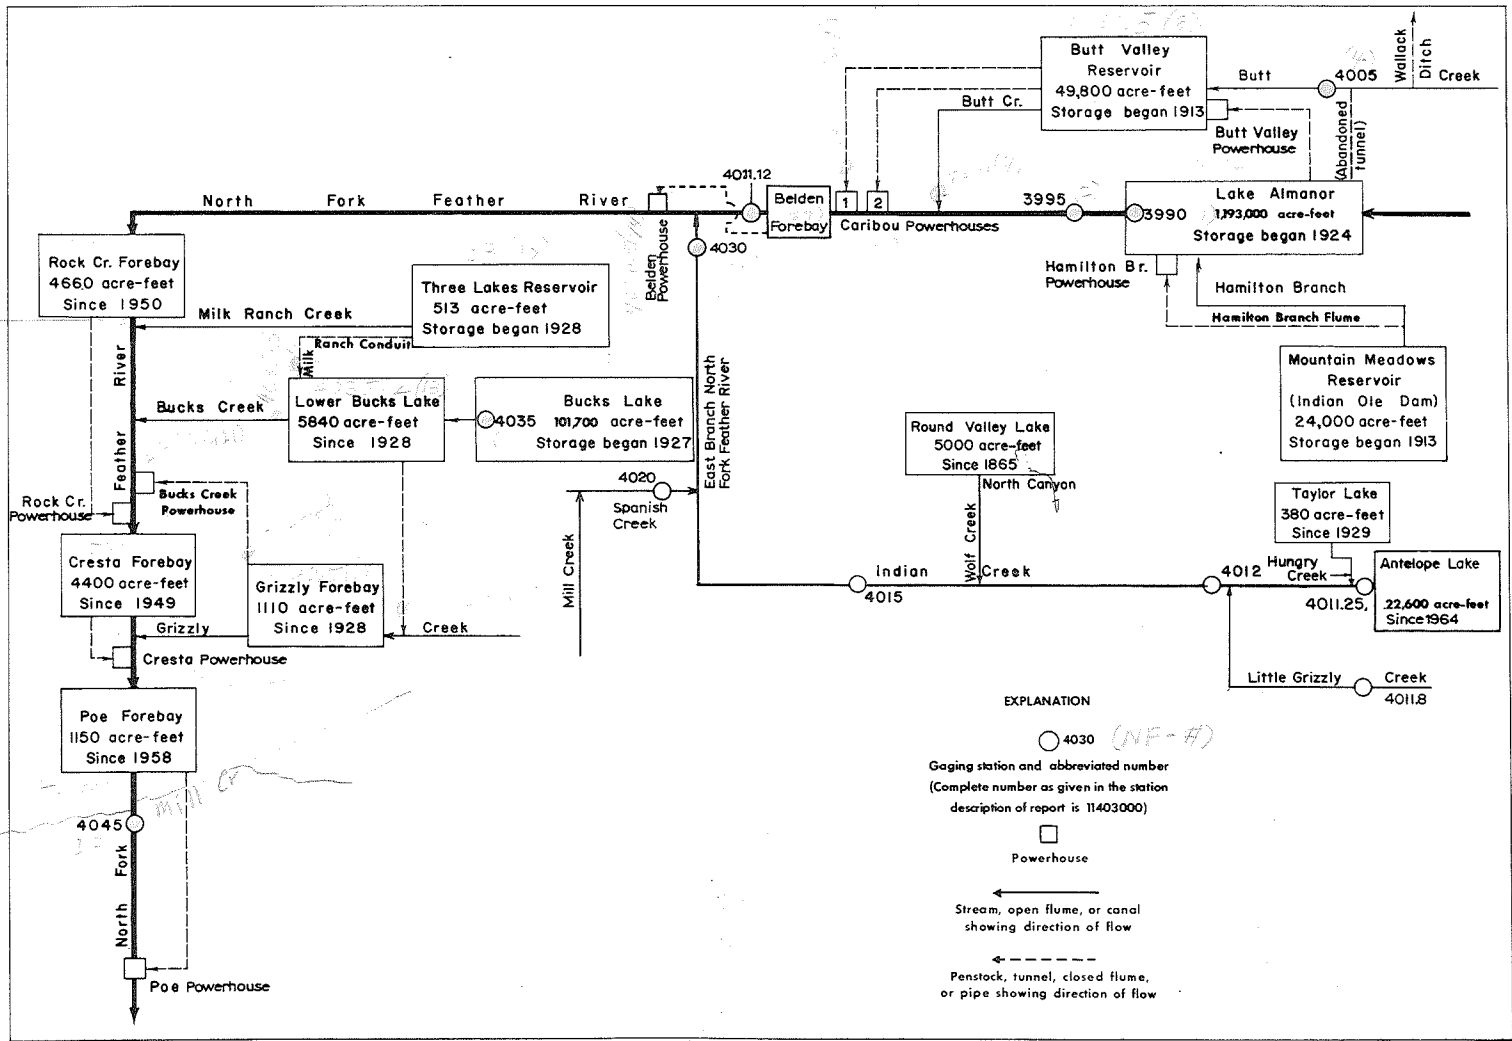 Butt Valley
Reservoir
49,800 acre-feet
Storage began 1913
Butt
4005
Creek
Wallack
Ditch
Butt Cr.
Butt Valley
Powerhouse
(Abandoned
tunnel)
4011.12
North Fork Feather River
Belden
Forebay
1
2
Caribou Powerhouses
3995
3990
Lake Almanor
1,193,000 acre-feet
Storage began 1924
Belden
Powerhouse
4030
Hamilton Br.
Powerhouse
Hamilton Branch
Hamilton Branch Flume
Rock Cr. Forebay
4660 acre-feet
Since 1950
Three Lakes Reservoir
513 acre-feet
Storage began 1928
Milk Ranch Creek
Milk
Ranch Conduit
Mountain Meadows
Reservoir
(Indian Ole Dam)
24,000 acre-feet
Storage began 1913
River
Feather
Bucks Creek
Lower Bucks Lake
5840 acre-feet
Since 1928
Bucks Lake
4035
101,700 acre-feet
Storage began 1927
East Branch North
Fork Feather River
Round Valley Lake
5000 acre-feet
Since 1865
North Canyon
Wolf Creek
4020
Spanish
Creek
Mill Creek
Bucks Creek
Powerhouse
Rock Cr.
Powerhouse
Taylor Lake
380 acre-feet
Since 1929
Hungry
Creek
Cresta Forebay
4400 acre-feet
Since 1949
Grizzly Forebay
1110 acre-feet
Since 1928
Grizzly
Creek
Indian Creek
4015
4012
4011.25
Antelope Lake
22,600 acre-feet
Since 1964
Cresta Powerhouse
Little Grizzly Creek
4011.8
Poe Forebay
1150 acre-feet
Since 1958
Mill Cr
4045
North Fork
Poe Powerhouse
EXPLANATION
4030 (NF-#)
Gaging station and abbreviated number
(Complete number as given in the station
description of report is 11403000)
Powerhouse
Stream, open flume, or canal
showing direction of flow
Penstock, tunnel, closed flume,
or pipe showing direction of flow